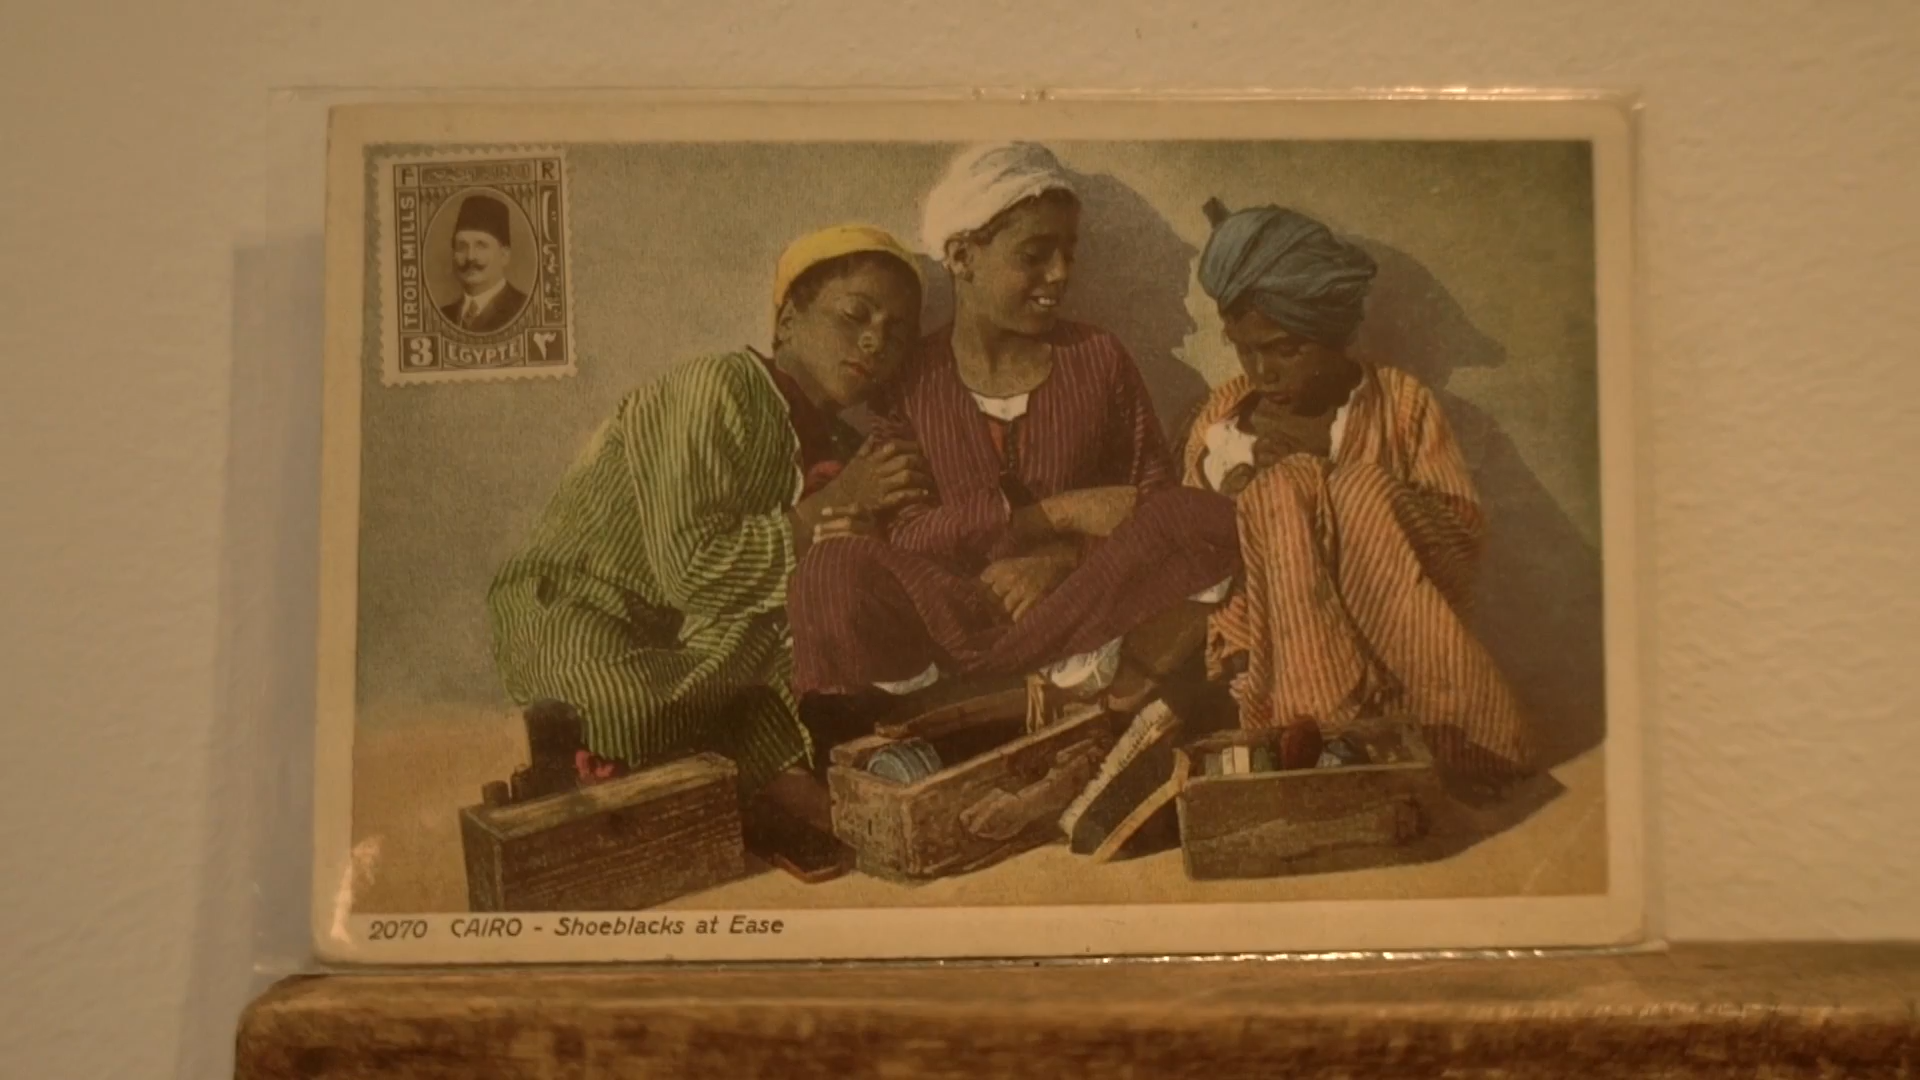 F R
TROIS MILLS
3 EGYPTE ٣
2070 CAIRO - Shoeblacks at Ease